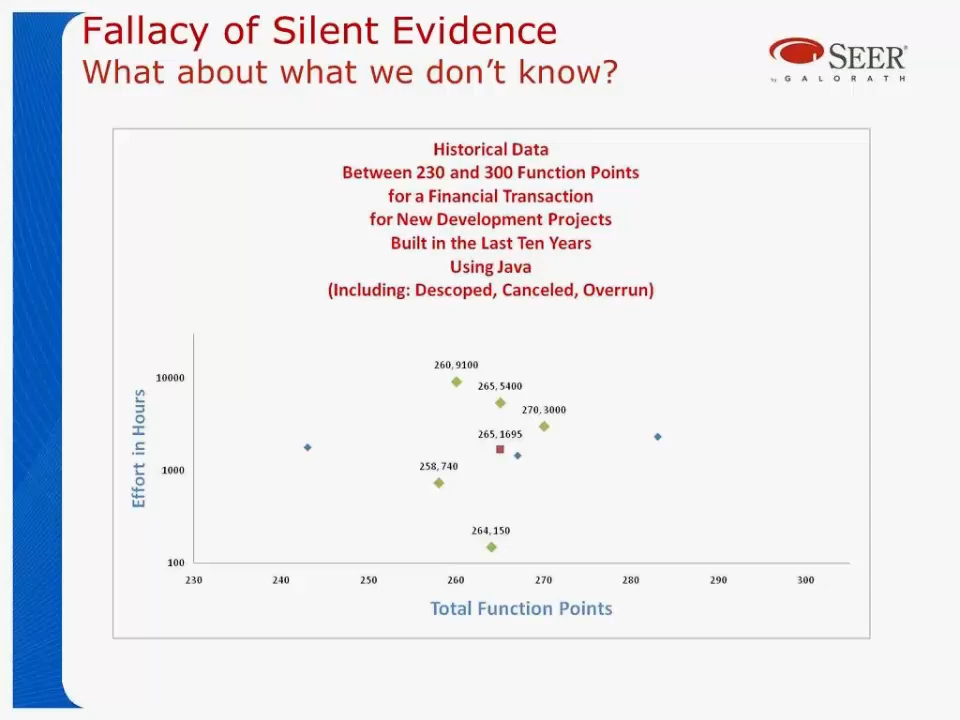 Fallacy of Silent Evidence
What about what we don't know?
SEER®
by GALORATH
Historical Data
Between 230 and 300 Function Points
for a Financial Transaction
for New Development Projects
Built in the Last Ten Years
Using Java
(Including: Descoped, Canceled, Overrun)
Effort in Hours
10000
1000
100
260, 9100
265, 5400
270, 3000
265, 1695
258, 740
264, 150
230 240 250 260 270 280 290 300
Total Function Points